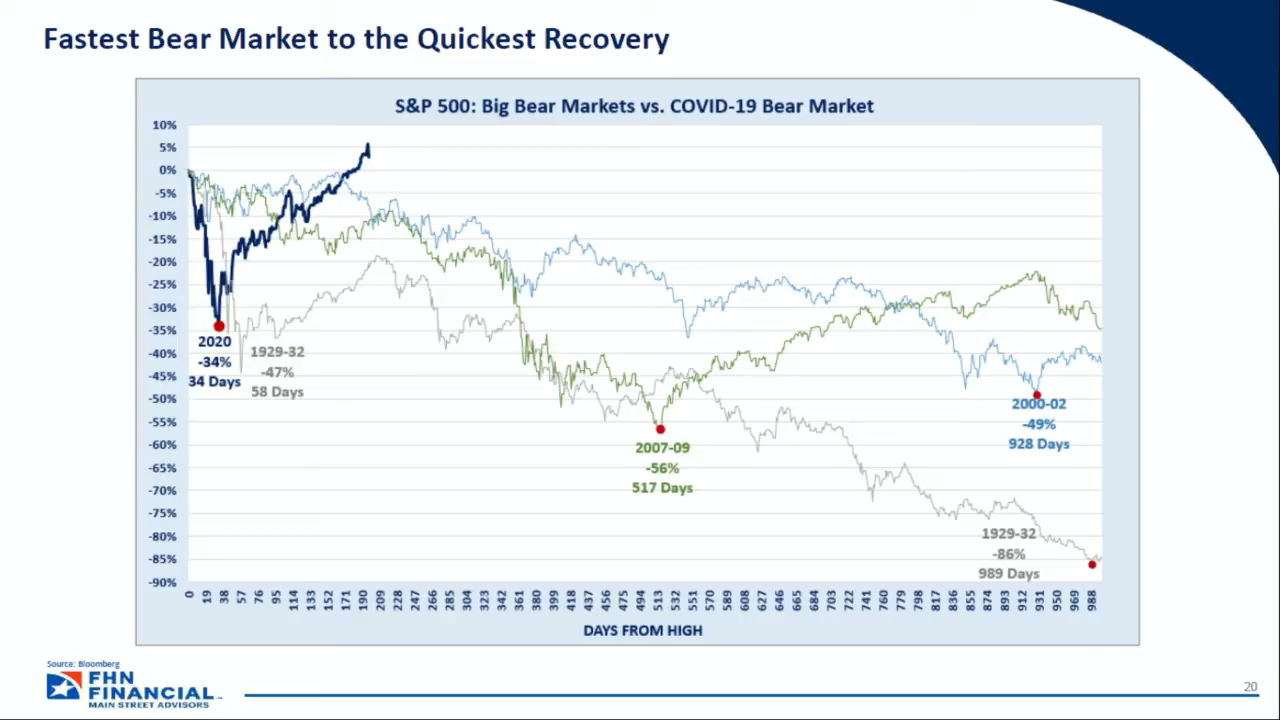 Fastest Bear Market to the Quickest Recovery
S&P 500: Big Bear Markets vs. COVID-19 Bear Market
10%
5%
0%
-5%
-10%
-15%
-20%
-25%
-30%
-35%
-40%
-45%
-50%
-55%
-60%
-65%
-70%
-75%
-80%
-85%
-90%
2020
-34%
34 Days
1929-32
-47%
58 Days
2007-09
-56%
517 Days
2000-02
-49%
928 Days
1929-32
-86%
989 Days
0 19 38 57 76 95 114 133 152 171 190 209 228 247 266 285 304 323 342 361 380 399 418 437 456 475 494 513 532 551 570 589 608 627 646 665 684 703 722 741 760 779 798 817 836 855 874 893 912 931 950 969 988
DAYS FROM HIGH
Source: Bloomberg
FHN
FINANCIAL
MAIN STREET ADVISORS
20